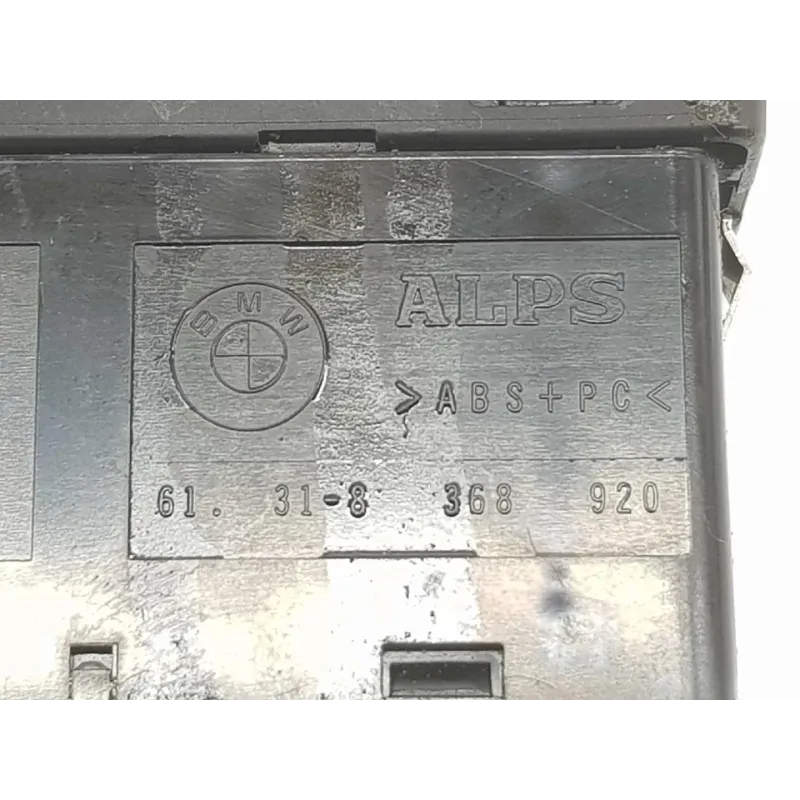 BMW
ALPS
>ABS+PC<
61. 31-8 368 920